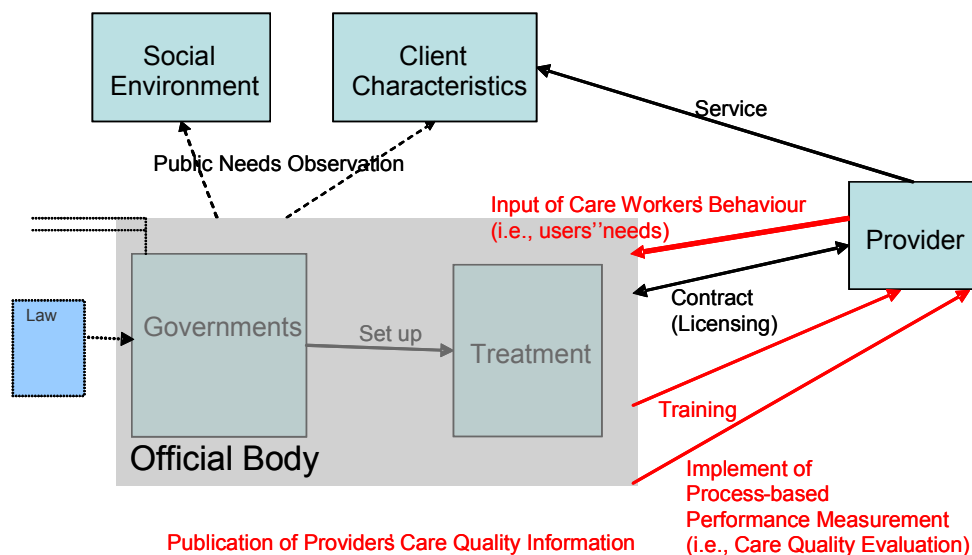 Social
Environment
Client
Characteristics
Service
Public Needs Observation
Input of Care Workers' Behaviour
(i.e., users''needs)
Provider
Law
Governments
Set up
Treatment
Contract
(Licensing)
Official Body
Training
Implement of
Process-based
Performance Measurement
(i.e., Care Quality Evaluation)
Publication of Providers' Care Quality Information